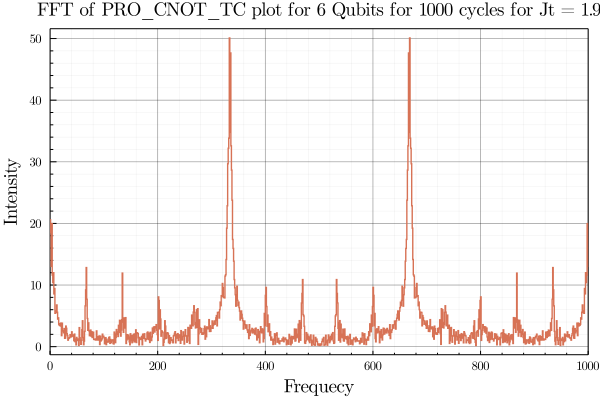 FFT of PRO_CNOT_TC plot for 6 Qubits for 1000 cycles for Jt = 1.9
50
40
30
20
10
0
Intensity
0 200 400 600 800 1000
Frequecy